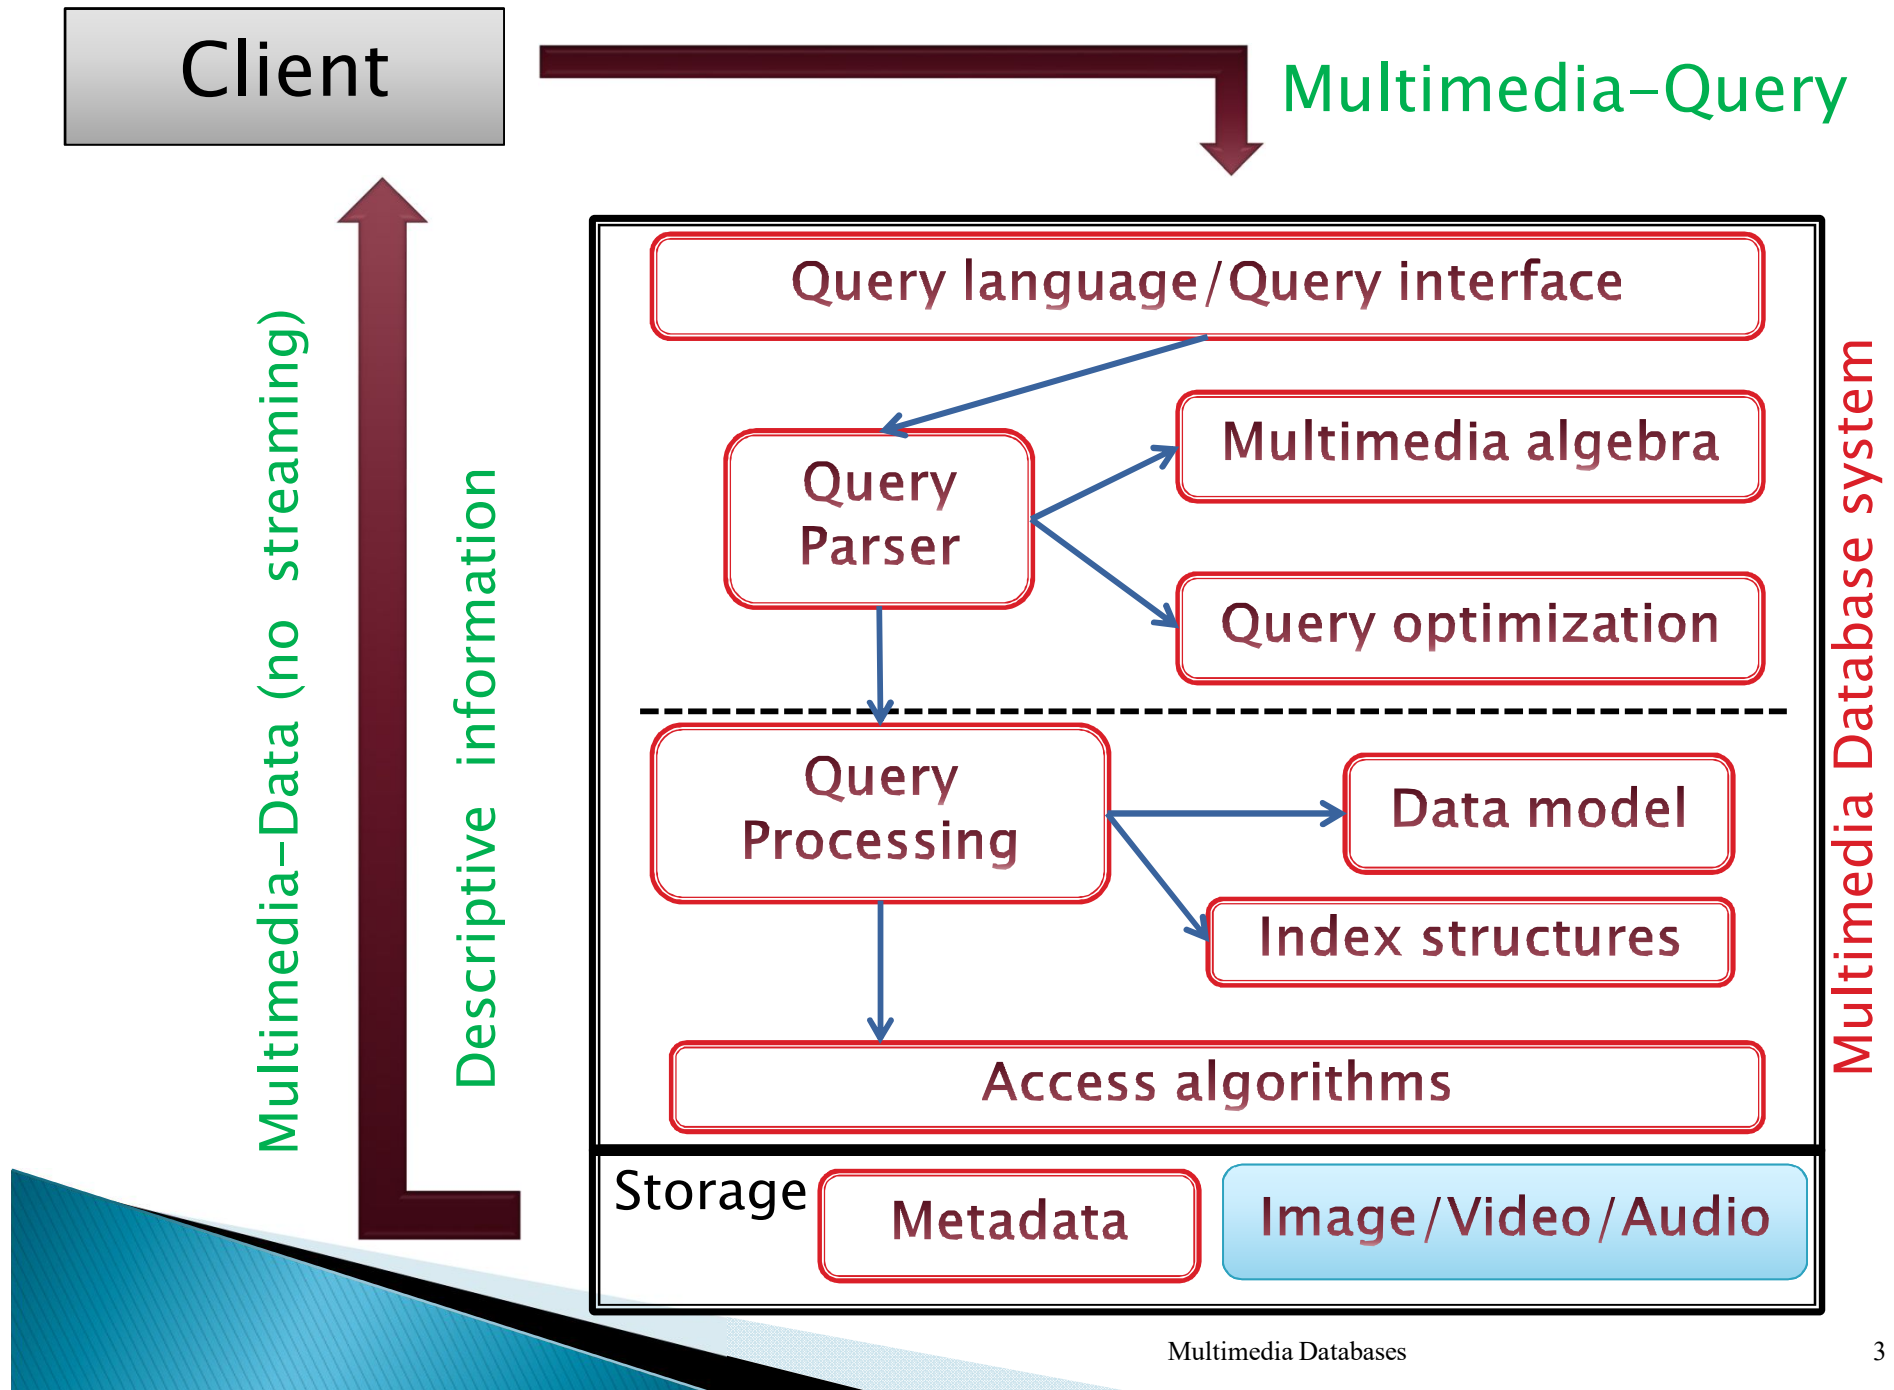 Client
Multimedia-Query
Query language/Query interface
Multimedia algebra
Query
Parser
Query optimization
Query
Processing
Data model
Index structures
Access algorithms
Storage
Metadata
Image/Video/Audio
Multimedia-Data (no streaming)
Descriptive information
Multimedia Database system
Multimedia Databases
3